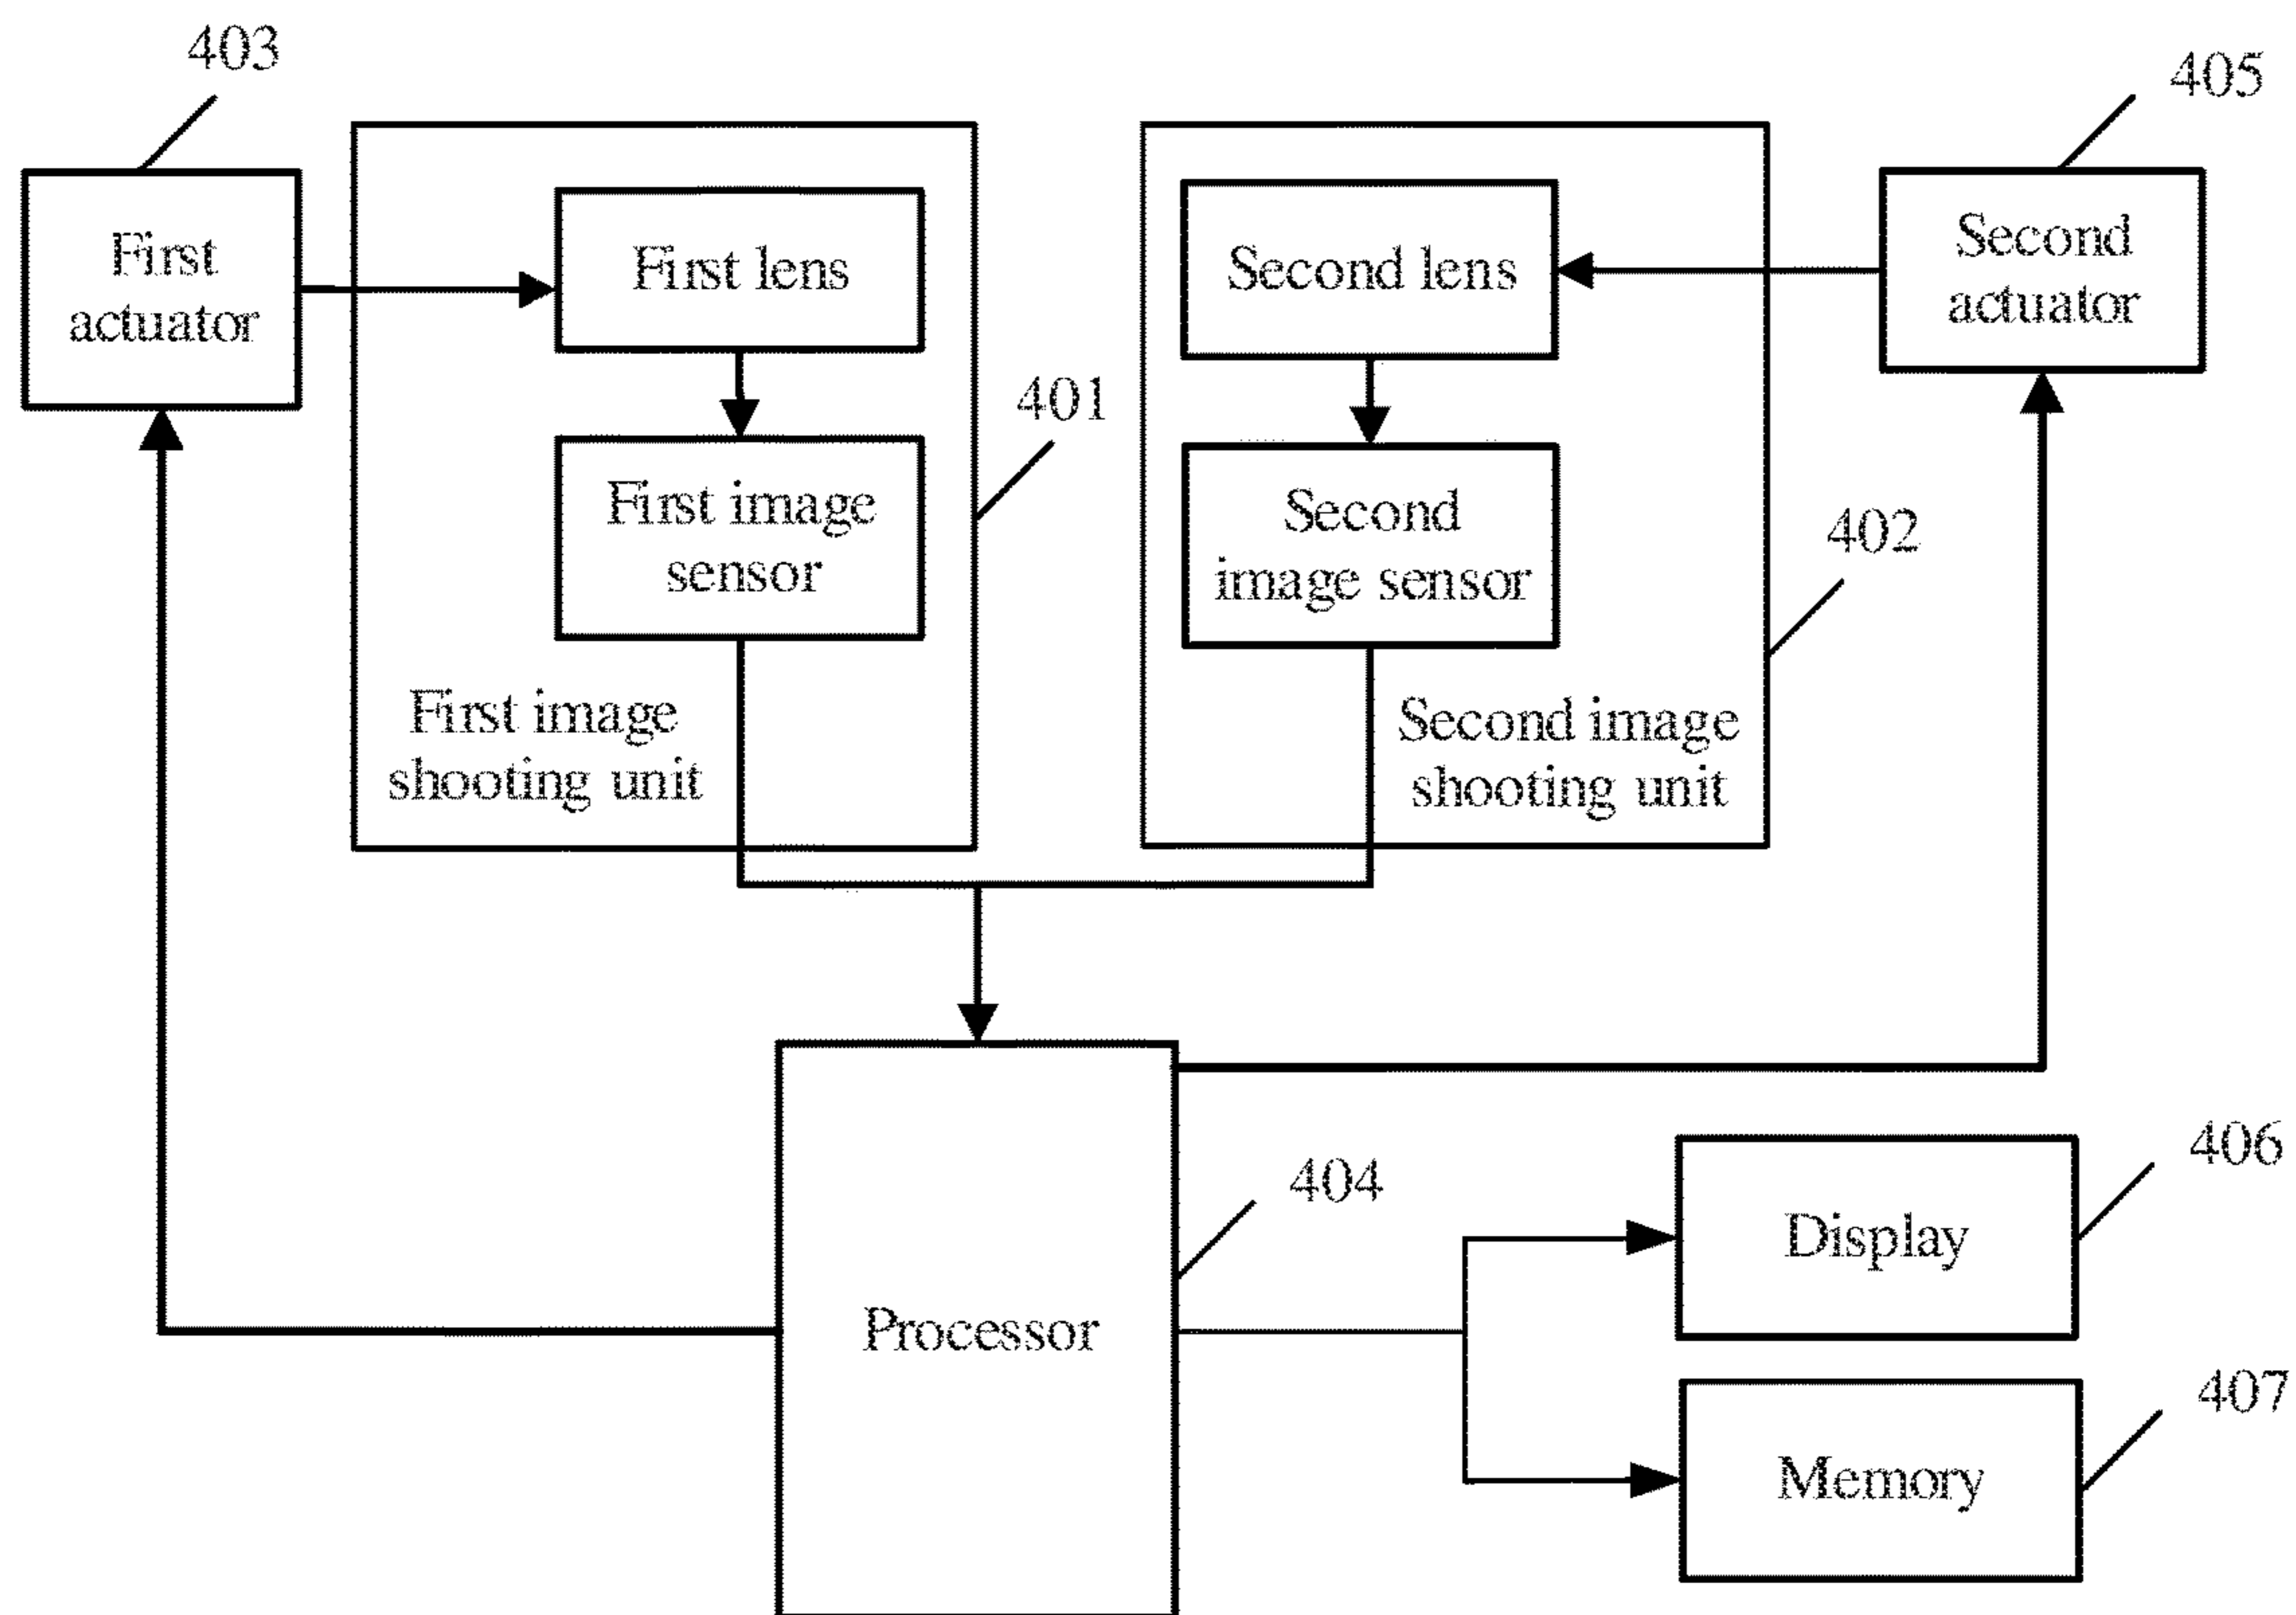 403
405
First
actuator
First lens
Second lens
Second
actuator
401
First image
sensor
Second
image sensor
402
First image
shooting unit
Second image
shooting unit
404
406
Processor
Display
407
Memory